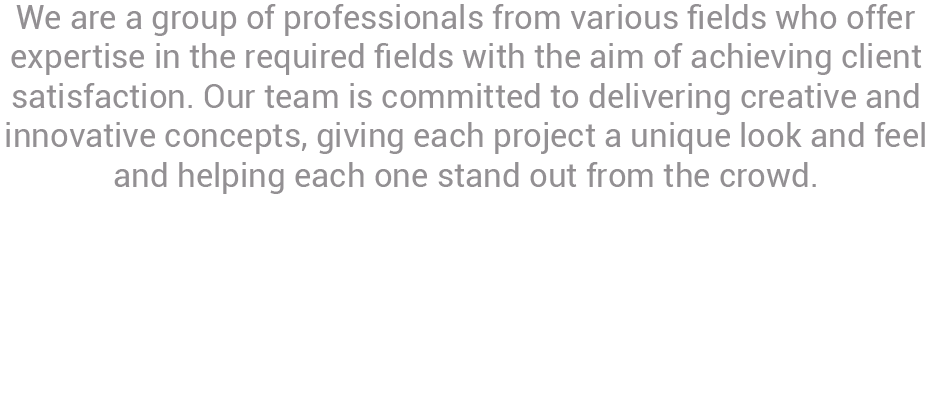 We are a group of professionals from various fields who offer
expertise in the required fields with the aim of achieving client
satisfaction. Our team is committed to delivering creative and
innovative concepts, giving each project a unique look and feel
and helping each one stand out from the crowd.